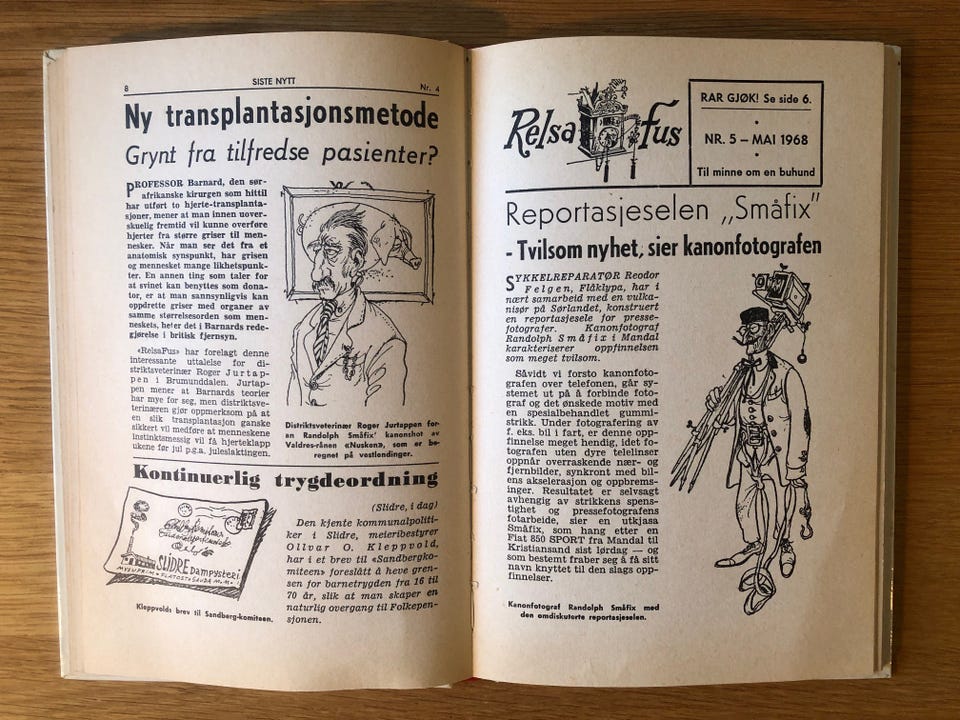 8
SISTE NYTT
Nr. 4
Ny transplantasjonsmetode
Grynt fra tilfredse pasienter?
PROFESSOR Barnard, den sør-
afrikanske kirurgen som hittil
har utført to hjerte-transplanta-
sjoner, mener at man innen uover-
skuelig fremtid vil kunne overføre
hjerter fra større griser til men-
nesker. Når man ser det fra et
anatomisk synspunkt, har grisen
og mennesket mange likhetspunk-
ter. En annen ting som taler for
at svinet kan benyttes som dona-
tor, er at man sannsynligvis kan
oppdrette griser med organer av
samme størrelsesorden som men-
neskets, heter det i Barnards rede-
gjørelse i britisk fjernsyn.
«RelsaFus» har forelagt denne
interessante uttalelse for di-
striktsveterinær Roger Jurtap-
pen i Brumunddalen. Jurtap-
pen mener at Barnards teorier
har mye for seg, men distriktsve-
terinæren gjør oppmerksom på at
en slik transplantasjon ganske
sikkert vil medføre at menneskene
instinktsmessig vil få hjerteklapp
ukene før jul p.g.a. juleslaktingen.
Distriktsveterinær Roger Jurtappen for-
an Randolph Småfix' kanonshot av
Valdres-rånen «Nusken», som er be-
regnet på vestlendinger.
Kontinuerlig trygdeordning
(Slidre, i dag)
Den kjente kommunalpoliti-
ker i Slidre, meieribestyrer
Ollvar O. Kleppvold,
har i et brev til «Sandbergko-
miteen» foreslått å heve gren-
sen for barnetrygden fra 16 til
70 år, slik at man skaper en
naturlig overgang til Folkepen-
sjonen.
SLIDRE DAMPYSTERI
MYSUPRIM - FLATOST - SAUDA M.M.
Kleppvolds brev til Sandberg-komiteen.
Relsa fus
RAR GJØK! Se side 6.
NR. 5 – MAI 1968
Til minne om en buhund
Reportasjeselen „Småfix"
- Tvilsom nyhet, sier kanonfotografen
SYKKELREPARATØR Reodor
Felgen, Flåklypa, har i
nært samarbeid med en vulka-
nisør på Sørlandet, konstruert
en reportasjesele for presse-
fotografer. Kanonfotograf
Randolph Småfix i Mandal
karakteriserer oppfinnelsen
som meget tvilsom.
Såvidt vi forsto kanonfoto-
grafen over telefonen, går sy-
stemet ut på å forbinde foto-
graf og det ønskede motiv med
en spesialbehandlet gummi-
strikk. Under fotografering av
f. eks. bil i fart, er denne opp-
finnelse meget hendig, idet fo-
tografen uten dyre telelinser
oppnår overraskende nær- og
fjernbilder, synkront med bil-
ens akselerasjon og oppbrems-
inger. Resultatet er selvsagt
avhengig av strikkens spens-
tighet og pressefotografens
fotarbeide, sier en utkjasa
Småfix, som hang etter en
Fiat 850 SPORT fra Mandal til
Kristiansand sist lørdag — og
som bestemt fraber seg å få sitt
navn knyttet til den slags opp-
finnelser.
Kanonfotograf Randolph Småfix med
den omdiskuterte reportasjeselen.